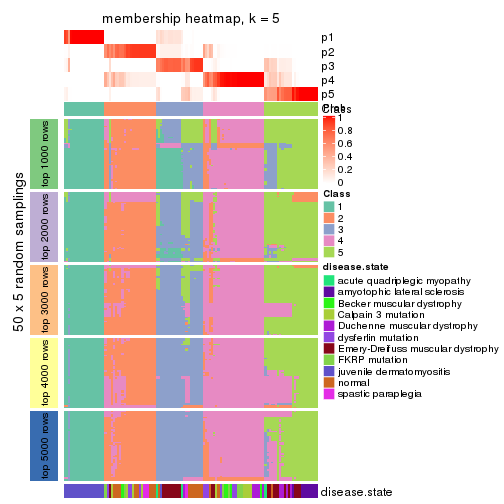 membership heatmap, k = 5
p1
p2
p3
p4
p5
Class
1
0.8
0.6
0.4
0.2
0
Class
1
2
3
4
5
disease.state
acute quadriplegic myopathy
amyotophic lateral sclerosis
Becker muscular dystrophy
Calpain 3 mutation
Duchenne muscular dystrophy
dysferlin mutation
Emery-Dreifuss muscular dystrophy
FKRP mutation
juvenile dermatomyositis
normal
spastic paraplegia
50 x 5 random samplings
top 1000 rows
top 2000 rows
top 3000 rows
top 4000 rows
top 5000 rows
disease.state